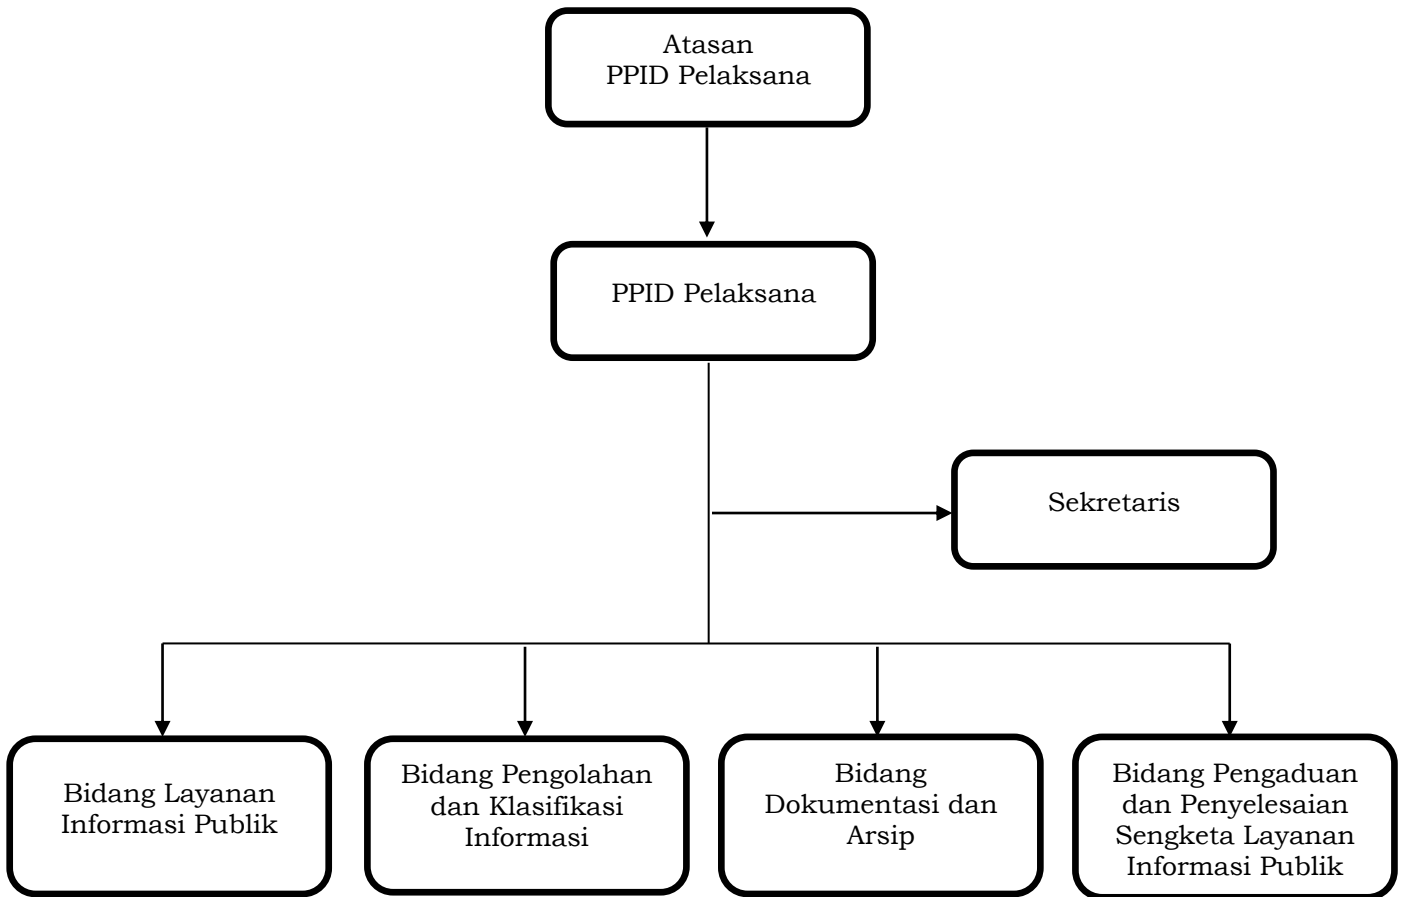 Atasan
PPID Pelaksana
PPID Pelaksana
Sekretaris
Bidang Layanan
Informasi Publik
Bidang Pengolahan
dan Klasifikasi
Informasi
Bidang
Dokumentasi dan
Arsip
Bidang Pengaduan
dan Penyelesaian
Sengketa Layanan
Informasi Publik